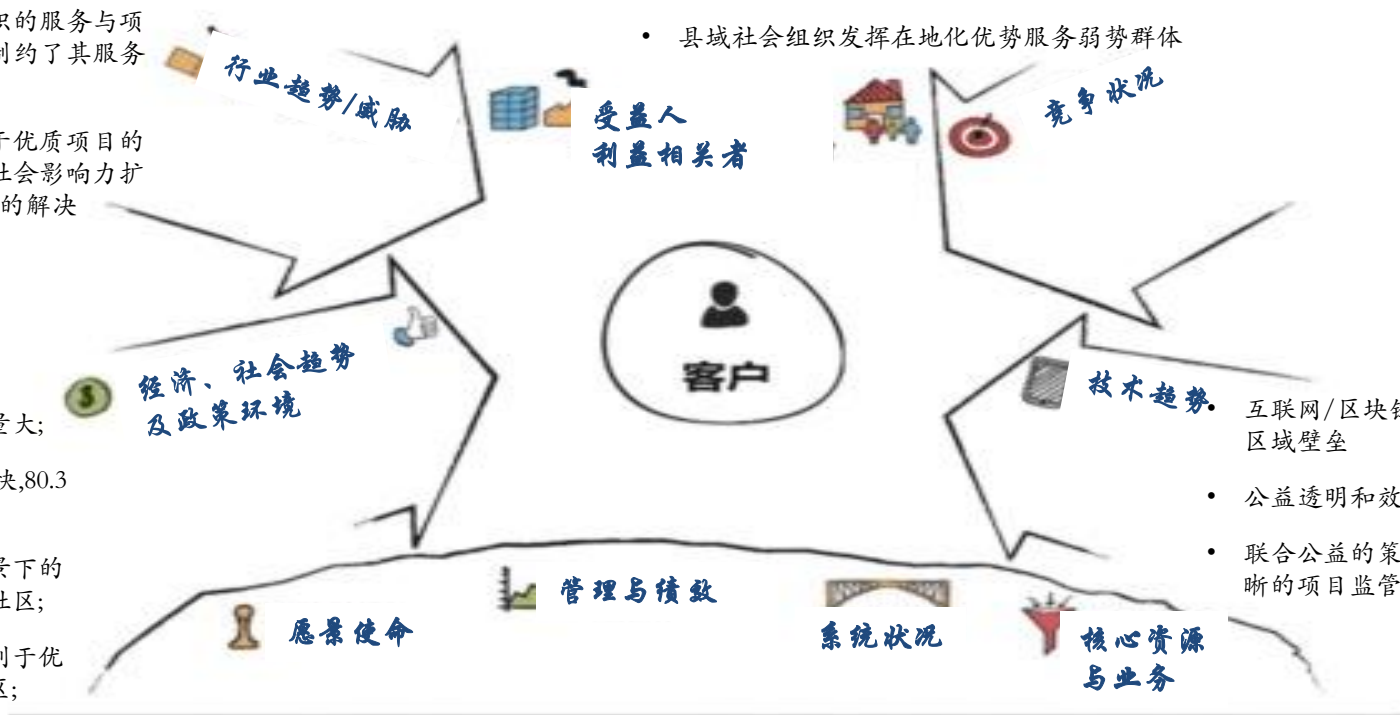 织的服务与项
制约了其服务
于优质项目的
社会影响力扩
的解决
行业趋势/威胁
• 县域社会组织发挥在地化优势服务弱势群体
受益人
利益相关者
竞争状况
客户
经济、社会趋势
及政策环境
量大;
快,80.3
景下的
社区;
利于优
区;
技术趋势
• 互联网/区块链
区域壁垒
• 公益透明和效
• 联合公益的策
晰的项目监管
愿景使命
管理与绩效
系统状况
核心资源
与业务